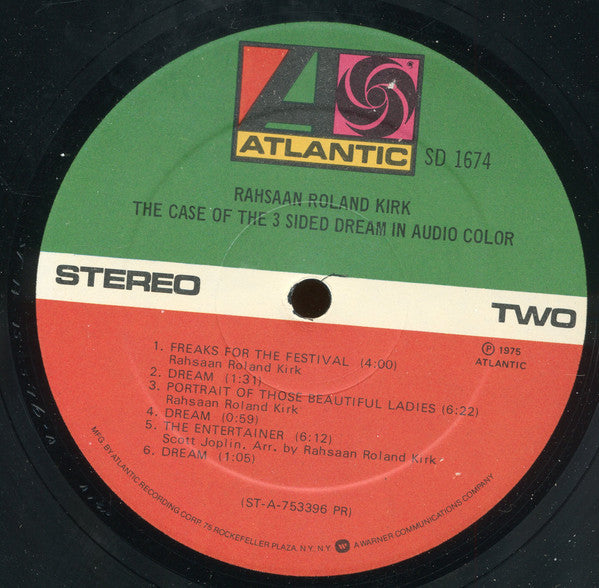 ATLANTIC
SD 1674
RAHSAAN ROLAND KIRK
THE CASE OF THE 3 SIDED DREAM IN AUDIO COLOR
STEREO
TWO
℗ 1975
ATLANTIC
1. FREAKS FOR THE FESTIVAL (4:00)
Rahsaan Roland Kirk
2. DREAM (1:31)
3. PORTRAIT OF THOSE BEAUTIFUL LADIES (6:22)
Rahsaan Roland Kirk
4. DREAM (0:59)
5. THE ENTERTAINER (6:12)
Scott Joplin, Arr. by Rahsaan Roland Kirk
6. DREAM (1:05)
(ST-A-753396 PR)
MFG. BY ATLANTIC RECORDING CORP. 75 ROCKEFELLER PLAZA, N.Y. N.Y. A WARNER COMMUNICATIONS COMPANY